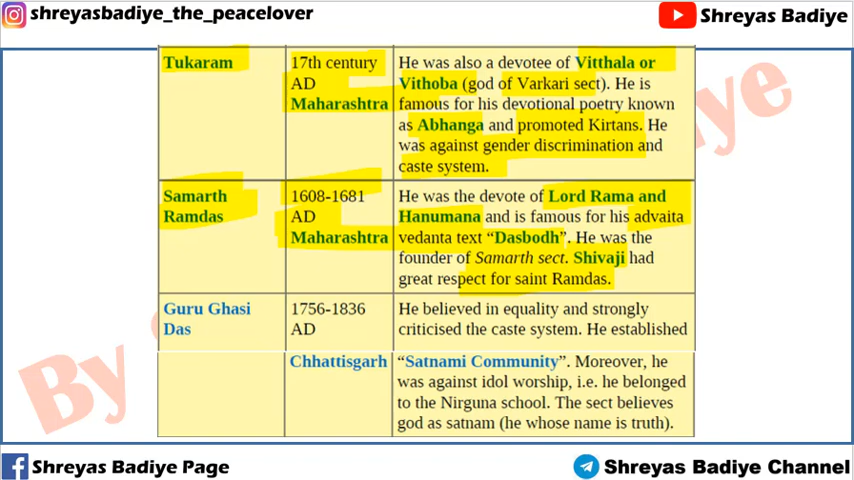 shreyasbadiye_the_peacelover
Shreyas Badiye
Tukaram
17th century
AD
Maharashtra
He was also a devotee of Vitthala or
Vithoba (god of Varkari sect). He is
famous for his devotional poetry known
as Abhanga and promoted Kirtans. He
was against gender discrimination and
caste system.
Samarth
Ramdas
1608-1681
AD
Maharashtra
He was the devote of Lord Rama and
Hanumana and is famous for his advaita
vedanta text “Dasbodh”. He was the
founder of Samarth sect. Shivaji had
great respect for saint Ramdas.
Guru Ghasi
Das
1756-1836
AD
Chhattisgarh
He believed in equality and strongly
criticised the caste system. He established
“Satnami Community”. Moreover, he
was against idol worship, i.e. he belonged
to the Nirguna school. The sect believes
god as satnam (he whose name is truth).
By
ye
Shreyas Badiye Page
Shreyas Badiye Channel